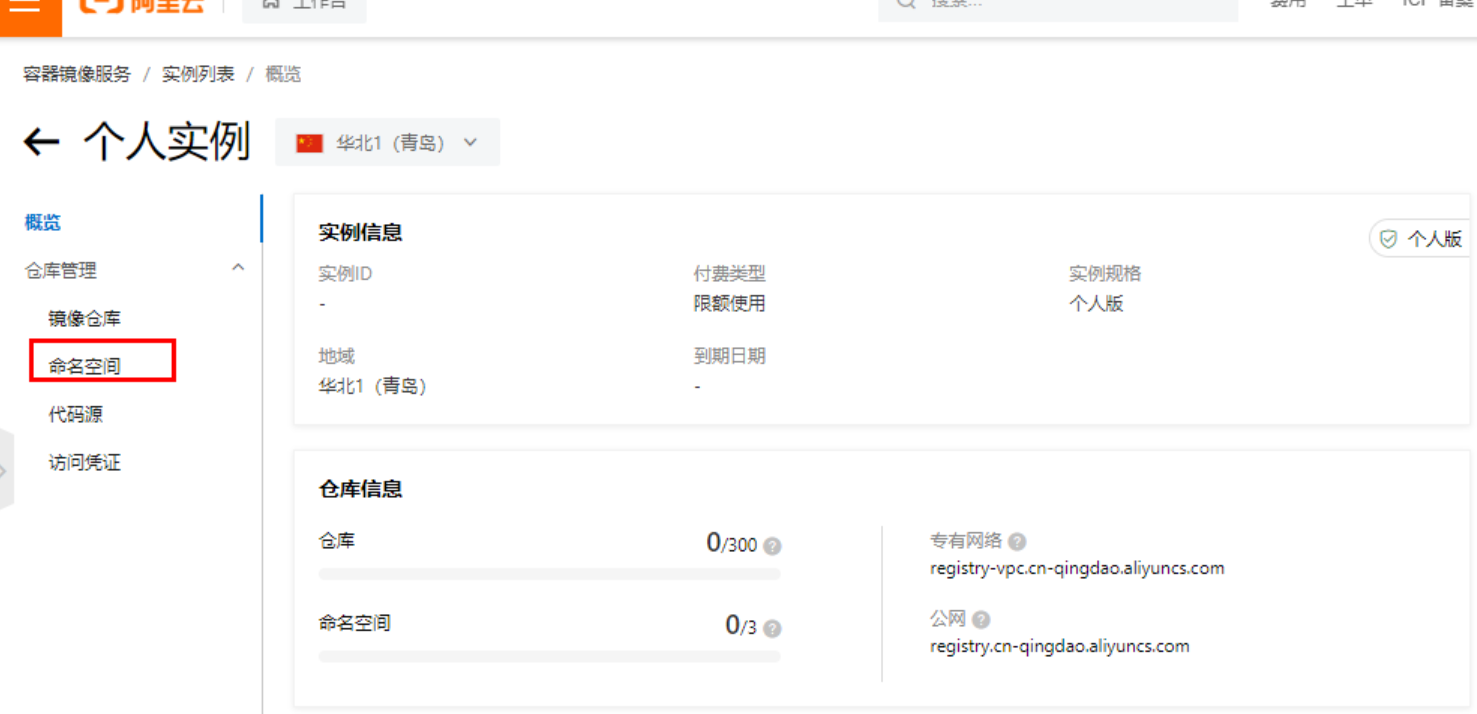 阿里云
工作台
搜索...
费用
工单
ICP 备案
容器镜像服务 / 实例列表 / 概览
个人实例
华北1（青岛）
概览
仓库管理
镜像仓库
命名空间
代码源
访问凭证
实例信息
个人版
实例ID
付费类型
实例规格
-
限额使用
个人版
地域
到期日期
华北1（青岛）
-
仓库信息
仓库
0/300
命名空间
0/3
专有网络
registry-vpc.cn-qingdao.aliyuncs.com
公网
registry.cn-qingdao.aliyuncs.com